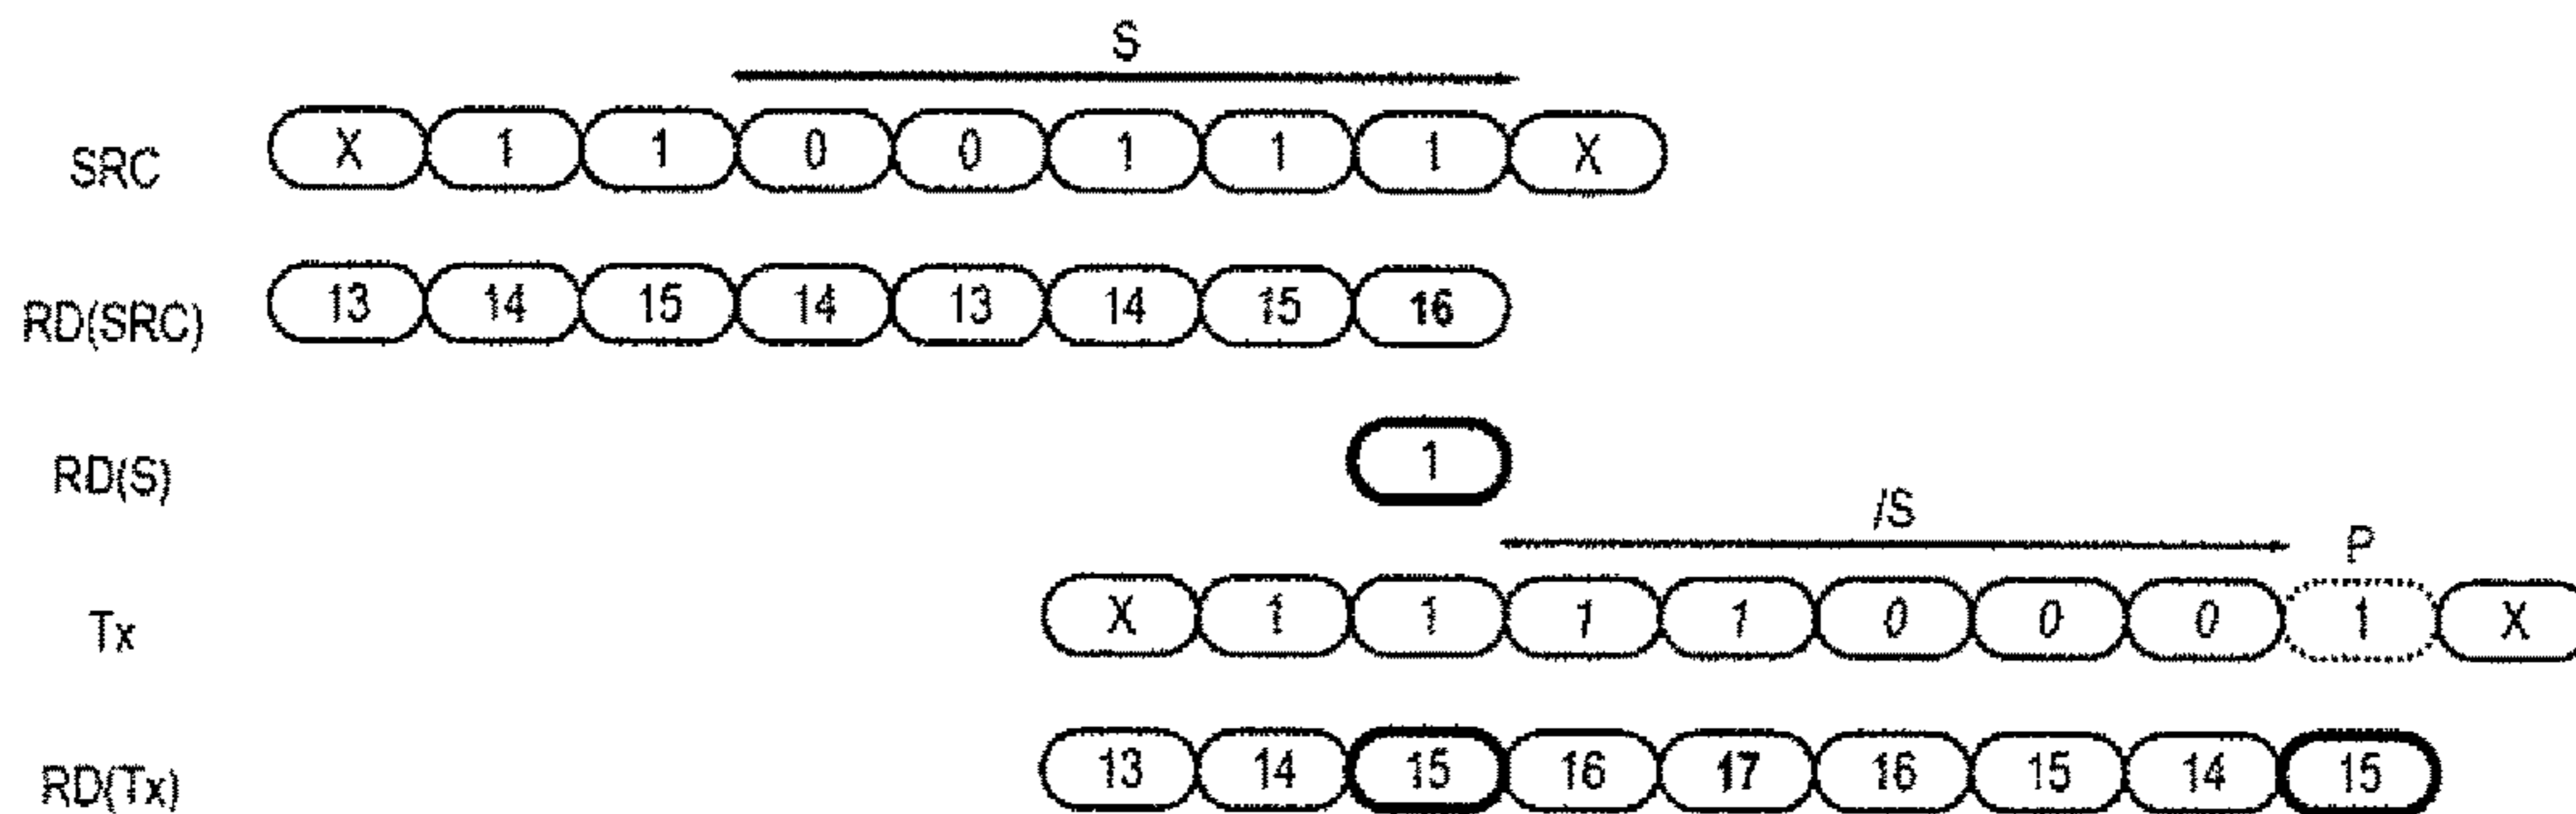 S
SRC X 1 1 0 0 1 1 1 X
RD(SRC) 13 14 15 14 13 14 15 16
RD(S) 1
/S P
Tx X 1 1 1 1 0 0 0 1 X
RD(Tx) 13 14 15 16 17 16 15 14 15